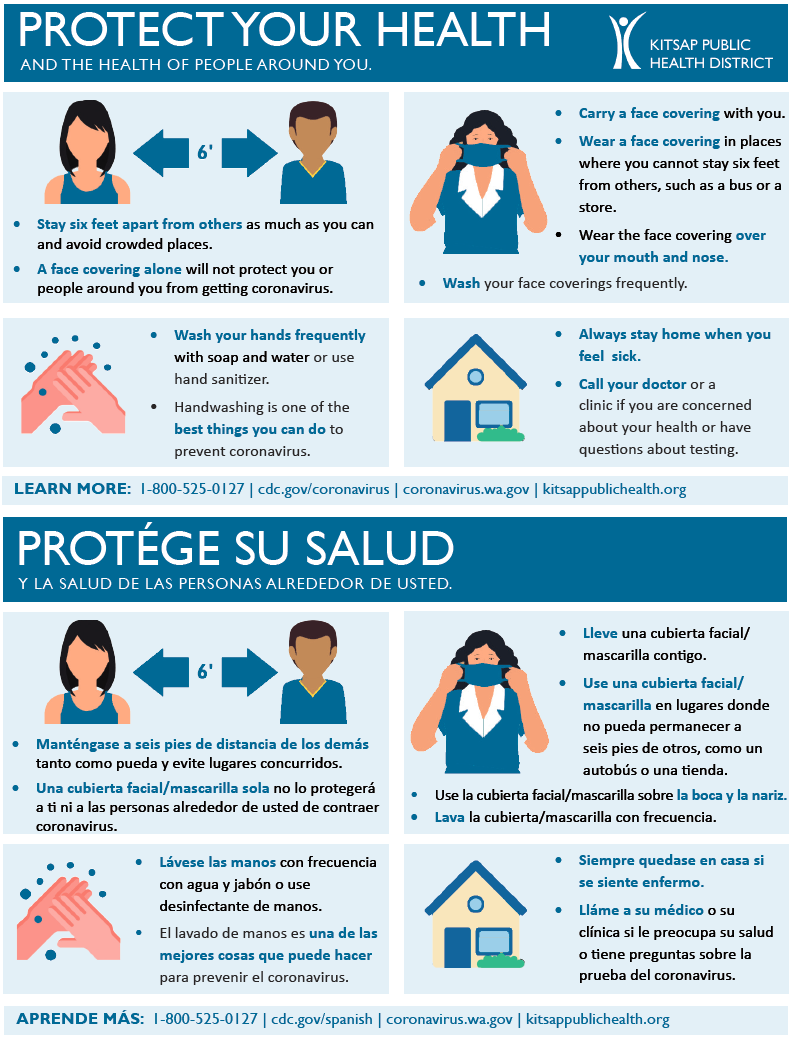 PROTECT YOUR HEALTH
AND THE HEALTH OF PEOPLE AROUND YOU.
KITSAP PUBLIC
HEALTH DISTRICT
6'
• Stay six feet apart from others as much as you can
and avoid crowded places.
• A face covering alone will not protect you or
people around you from getting coronavirus.
• Carry a face covering with you.
• Wear a face covering in places
where you cannot stay six feet
from others, such as a bus or a
store.
• Wear the face covering over
your mouth and nose.
• Wash your face coverings frequently.
• Wash your hands frequently
with soap and water or use
hand sanitizer.
• Handwashing is one of the
best things you can do to
prevent coronavirus.
• Always stay home when you
feel sick.
• Call your doctor or a
clinic if you are concerned
about your health or have
questions about testing.
LEARN MORE: 1-800-525-0127 | cdc.gov/coronavirus | coronavirus.wa.gov | kitsappublichealth.org
PROTÉGE SU SALUD
Y LA SALUD DE LAS PERSONAS ALREDEDOR DE USTED.
6'
• Manténgase a seis pies de distancia de los demás
tanto como pueda y evite lugares concurridos.
• Una cubierta facial/mascarilla sola no lo protegerá
a ti ni a las personas alrededor de usted de contraer
coronavirus.
• Lleve una cubierta facial/
mascarilla contigo.
• Use una cubierta facial/
mascarilla en lugares donde
no pueda permanecer a
seis pies de otros, como un
autobús o una tienda.
• Use la cubierta facial/mascarilla sobre la boca y la nariz.
• Lava la cubierta/mascarilla con frecuencia.
• Lávese las manos con frecuencia
con agua y jabón o use
desinfectante de manos.
• El lavado de manos es una de las
mejores cosas que puede hacer
para prevenir el coronavirus.
• Siempre quedase en casa si
se siente enfermo.
• Lláme a su médico o su
clínica si le preocupa su salud
o tiene preguntas sobre la
prueba del coronavirus.
APRENDE MÁS: 1-800-525-0127 | cdc.gov/spanish | coronavirus.wa.gov | kitsappublichealth.org